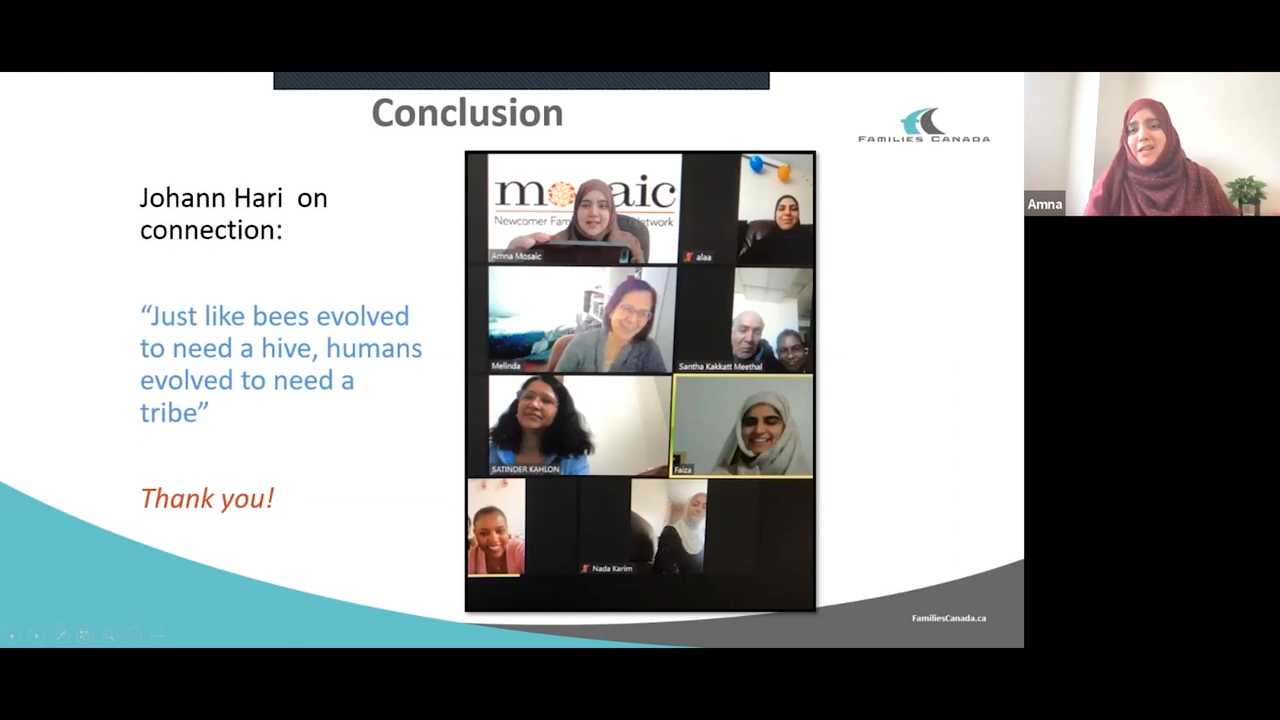 Conclusion
FAMILIES CANADA
Johann Hari on
connection:
“Just like bees evolved
to need a hive, humans
evolved to need a
tribe”
Thank you!
mosaic
Newcomer Fam
etwork
Amna Mosaic
alaa
Melinda
Santha Kakkatt Meethal
SATINDER KAHLON
Faiza
Nada Karim
FamiliesCanada.ca
Amna